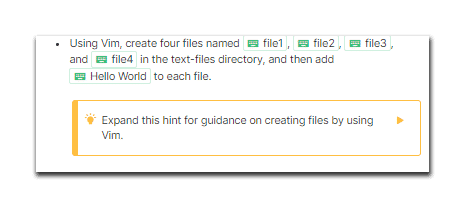 Using Vim, create four files named file1, file2, file3,
and file4 in the text-files directory, and then add
Hello World to each file.
Expand this hint for guidance on creating files by using
Vim.